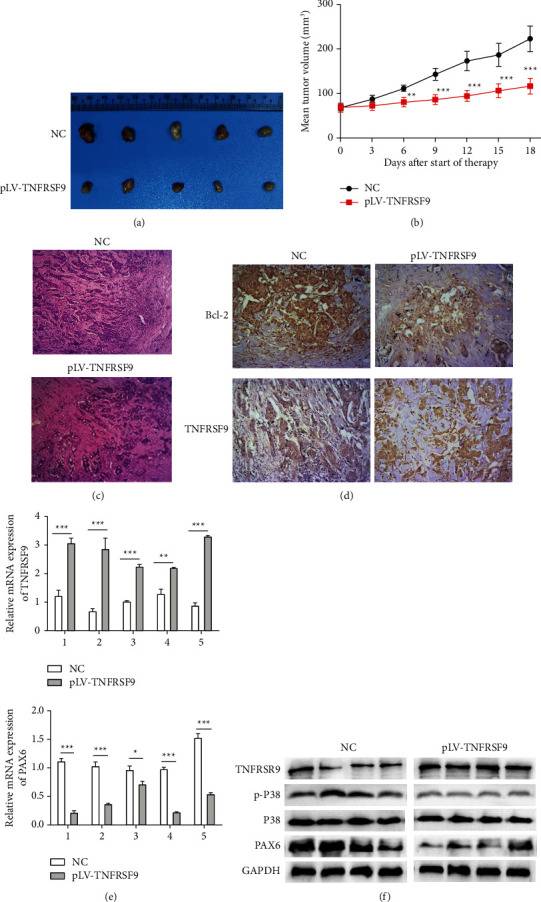 NC
pLV-TNFRSF9
(a)
Mean tumor volume (mm³)
300
200
100
0
** *** *** *** ***
0 3 6 9 12 15 18
Days after start of therapy
NC
pLV-TNFRSF9
(b)
NC
pLV-TNFRSF9
(c)
NC pLV-TNFRSF9
Bcl-2
TNFRSF9
(d)
Relative mRNA expression
of TNFRSF9
4
3
2
1
0
*** *** *** ** ***
1 2 3 4 5
NC
pLV-TNFRSF9
Relative mRNA expression
of PAX6
1.5
1.0
0.5
0.0
2.0
*** *** * *** ***
1 2 3 4 5
NC
pLV-TNFRSF9
(e)
NC pLV-TNFRSF9
TNFRSR9
p-P38
P38
PAX6
GAPDH
(f)